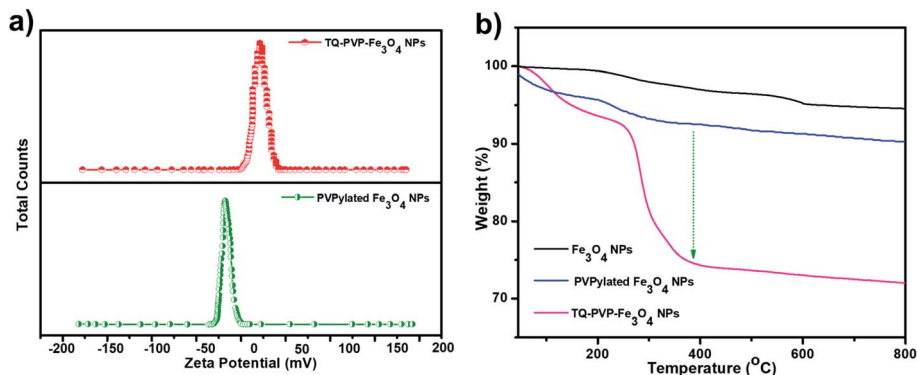 a)
TQ-PVP-Fe3O4 NPs
PVPylated Fe3O4 NPs
Total Counts
-200 -150 -100 -50 0 50 100 150 200
Zeta Potential (mV)
b)
100
90
80
70
Weight (%)
Fe3O4 NPs
PVPylated Fe3O4 NPs
TQ-PVP-Fe3O4 NPs
200 400 600 800
Temperature (°C)